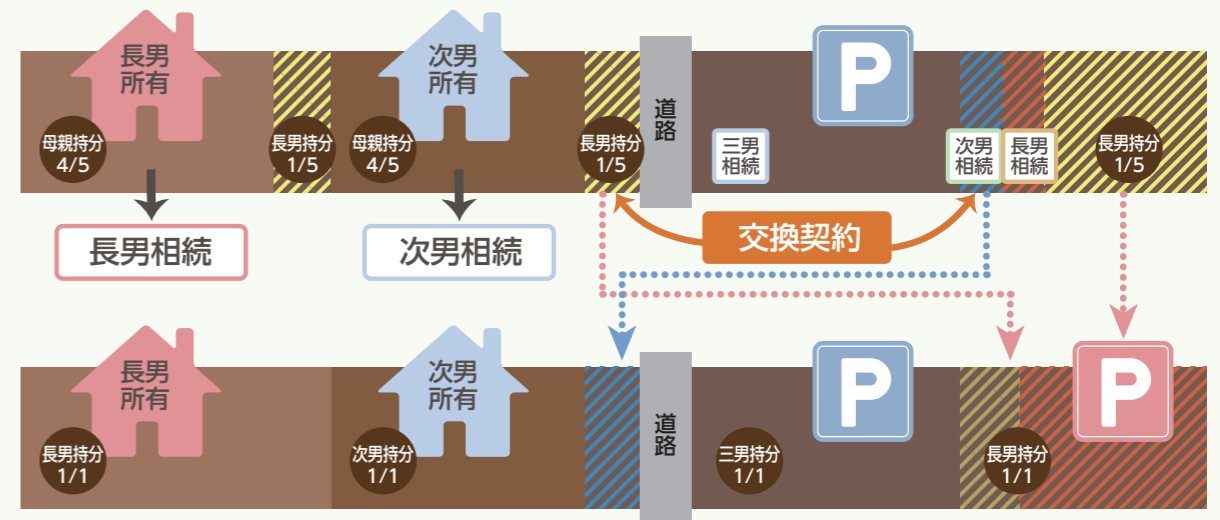 長男
所有
次男
所有
P
道
路
母親持分
4/5
長男持分
1/5
母親持分
4/5
長男持分
1/5
三男
相続
次男
相続
長男
相続
長男持分
1/5
長男相続
次男相続
交換契約
長男
所有
次男
所有
P
P
道
路
長男持分
1/1
次男持分
1/1
三男持分
1/1
長男持分
1/1